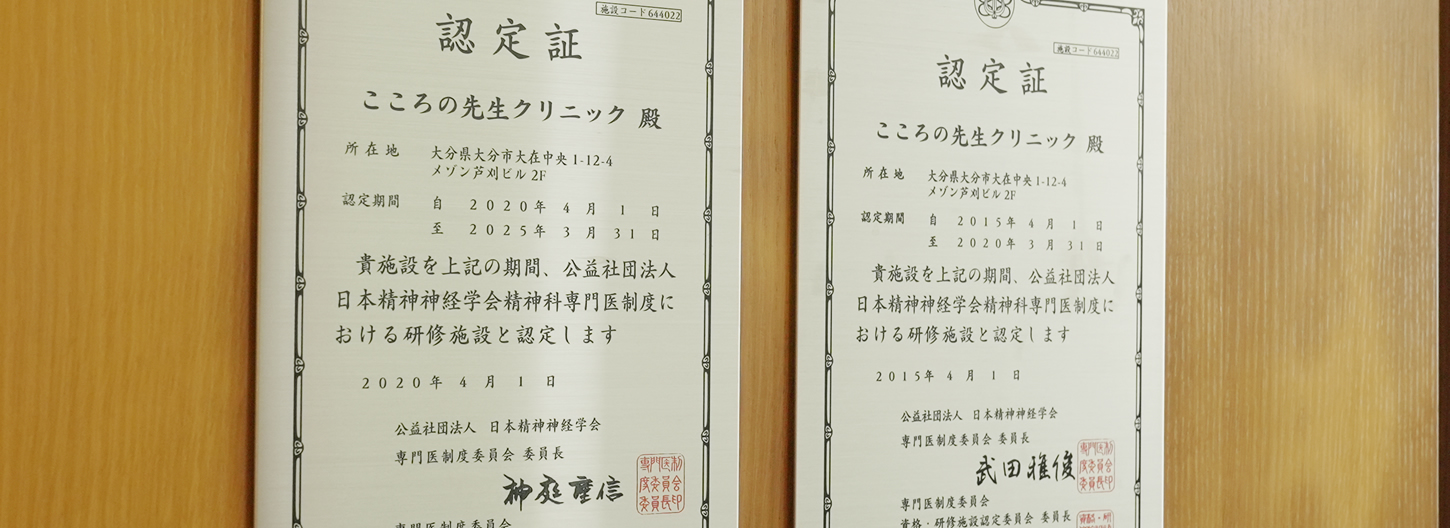 施設コード644022
認定証
こころの先生クリニック 殿
所在地 大分県大分市大在中央1-12-4
メゾン芦刈ビル2F
認定期間 自 2020年 4月 1日
至 2025年 3月 31日
貴施設を上記の期間、公益社団法人
日本精神神経学会精神科専門医制度に
おける研修施設と認定します
2020年 4月 1日
公益社団法人 日本精神神経学会
専門医制度委員会 委員長
神庭重信
専門医制
度委員会
委員長印
専門医制度委員会
施設コード644022
認定証
こころの先生クリニック 殿
所在地 大分県大分市大在中央1-12-4
メゾン芦刈ビル2F
認定期間 自 2015年 4月 1日
至 2020年 3月 31日
貴施設を上記の期間、公益社団法人
日本精神神経学会精神科専門医制度に
おける研修施設と認定します
2015年 4月 1日
公益社団法人 日本精神神経学会
専門医制度委員会 委員長
武田雅俊
専門医制
度委員会
委員長印
専門医制度委員会
資格・研修施設認定委員会 委員長
資格・研